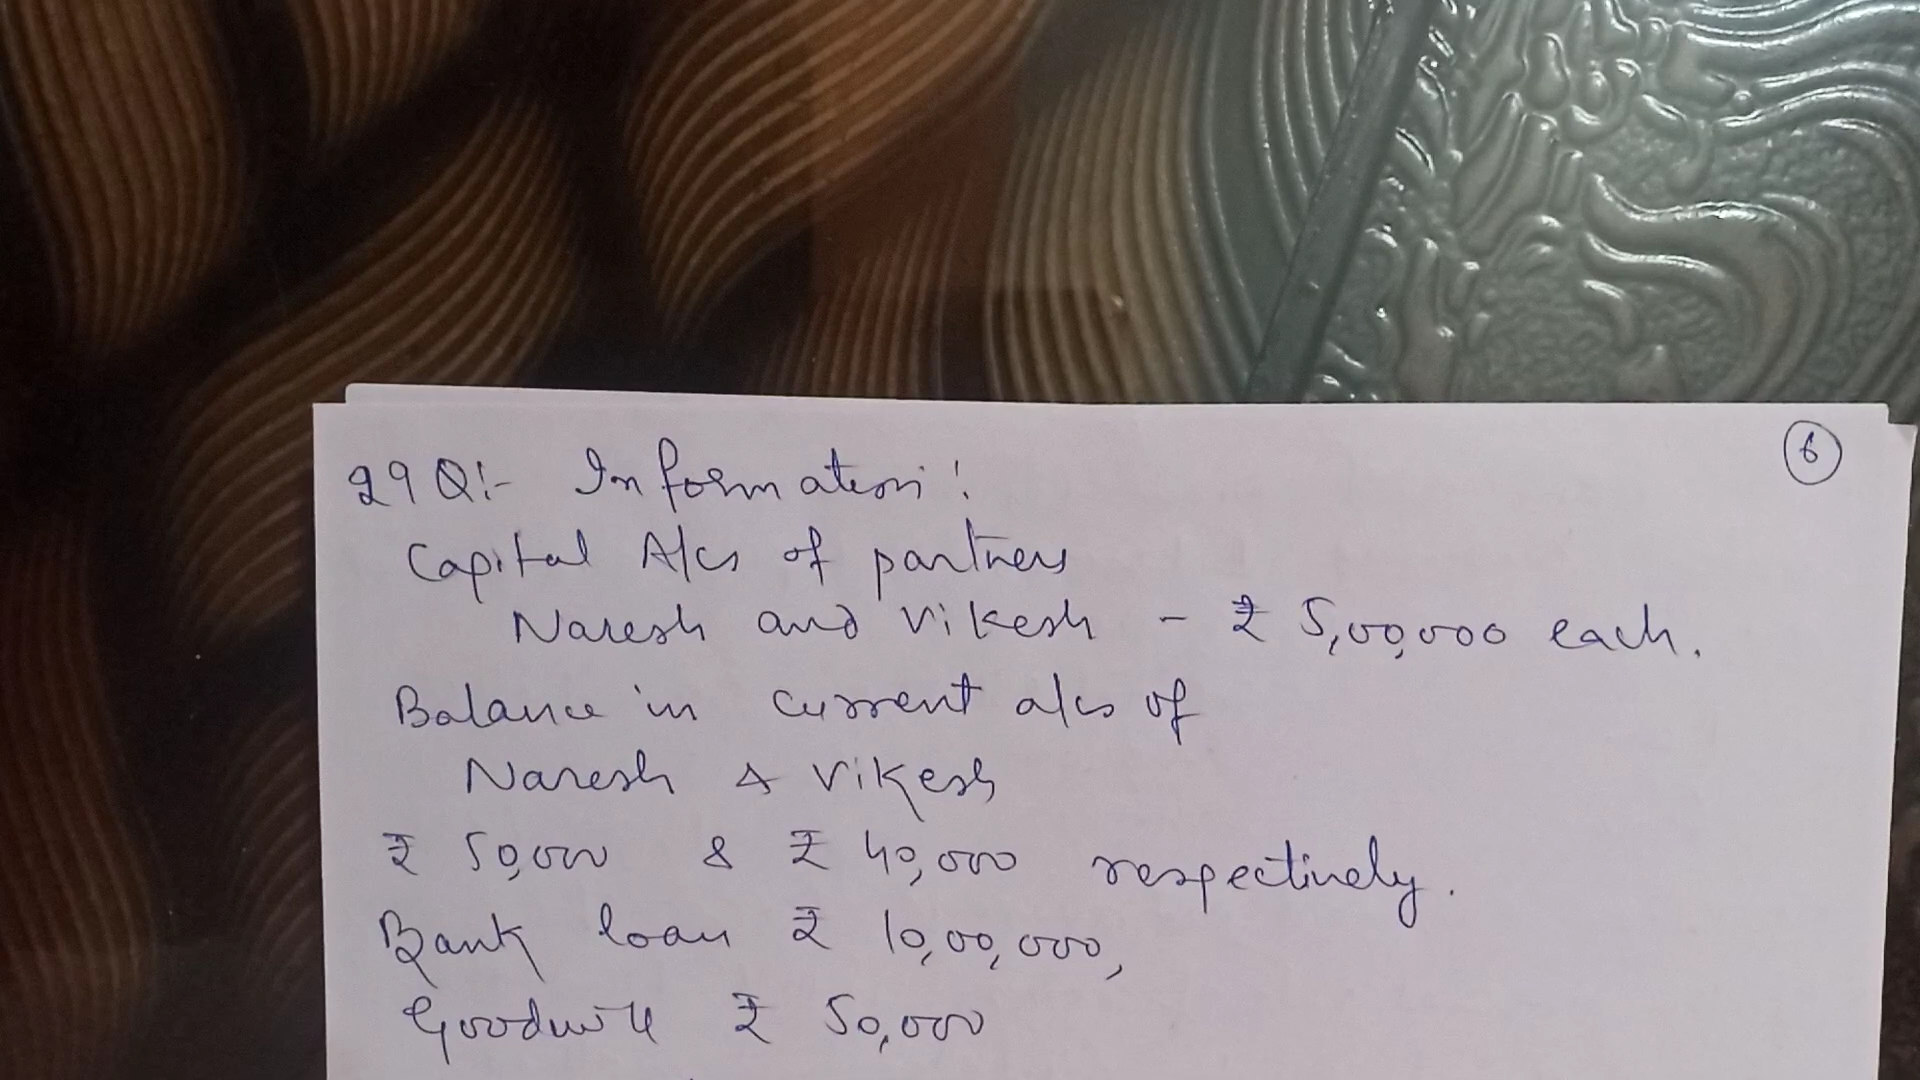 29 Q:- Information: 6
Capital A/cs of partners
Naresh and Vikesh - ₹ 5,00,000 each.
Balance in current a/cs of
Naresh & Vikesh
₹ 50,000 & ₹ 40,000 respectively.
Bank loan ₹ 10,00,000,
Goodwill ₹ 50,000